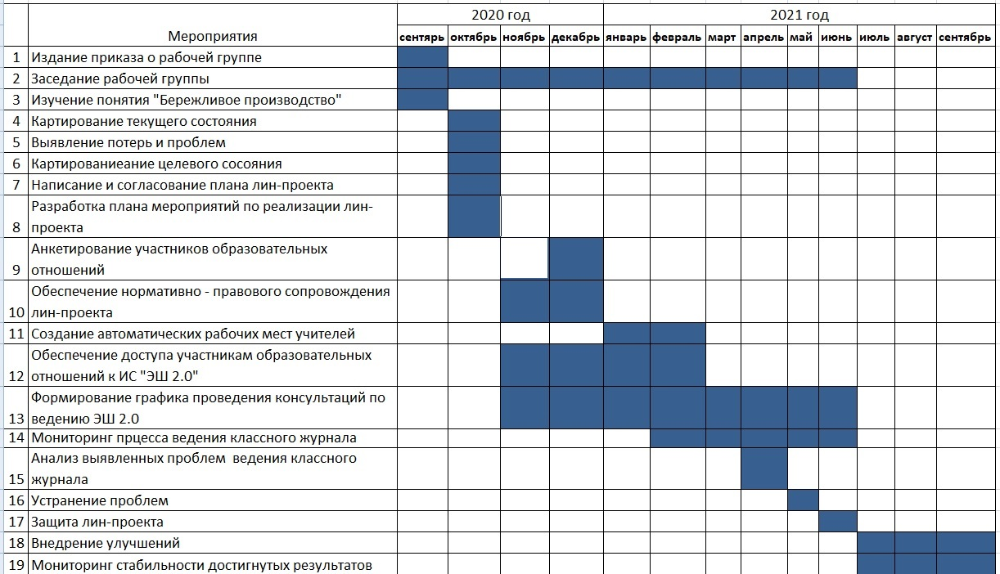 2020 год 2021 год
Мероприятия сентярь октябрь ноябрь декабрь январь февраль март апрель май июнь июль август сентябрь
1 Издание приказа о рабочей группе
2 Заседание рабочей группы
3 Изучение понятия "Бережливое производство"
4 Картирование текущего состояния
5 Выявление потерь и проблем
6 Картированиеание целевого сосояния
7 Написание и согласование плана лин-проекта
Разработка плана мероприятий по реализации лин-
8 проекта
Анкетирование участников образовательных
9 отношений
Обеспечение нормативно - правового сопровождения
10 лин-проекта
11 Создание автоматических рабочих мест учителей
Обеспечение доступа участникам образовательных
12 отношений к ИС "ЭШ 2.0"
Формирование графика проведения консультаций по
13 ведению ЭШ 2.0
14 Мониторинг прцесса ведения классного журнала
Анализ выявленных проблем  ведения классного
15 журнала
16 Устранение проблем
17 Защита лин-проекта
18 Внедрение улучшений
19 Мониторинг стабильности достигнутых результатов